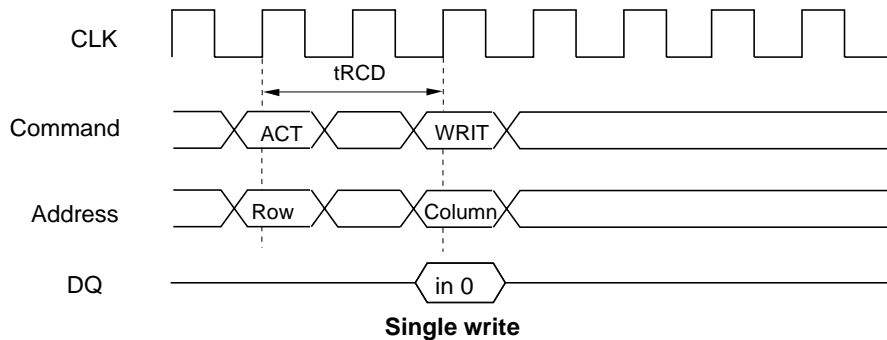 CLK
tRCD
Command ACT WRIT
Address Row Column
DQ in 0
Single write